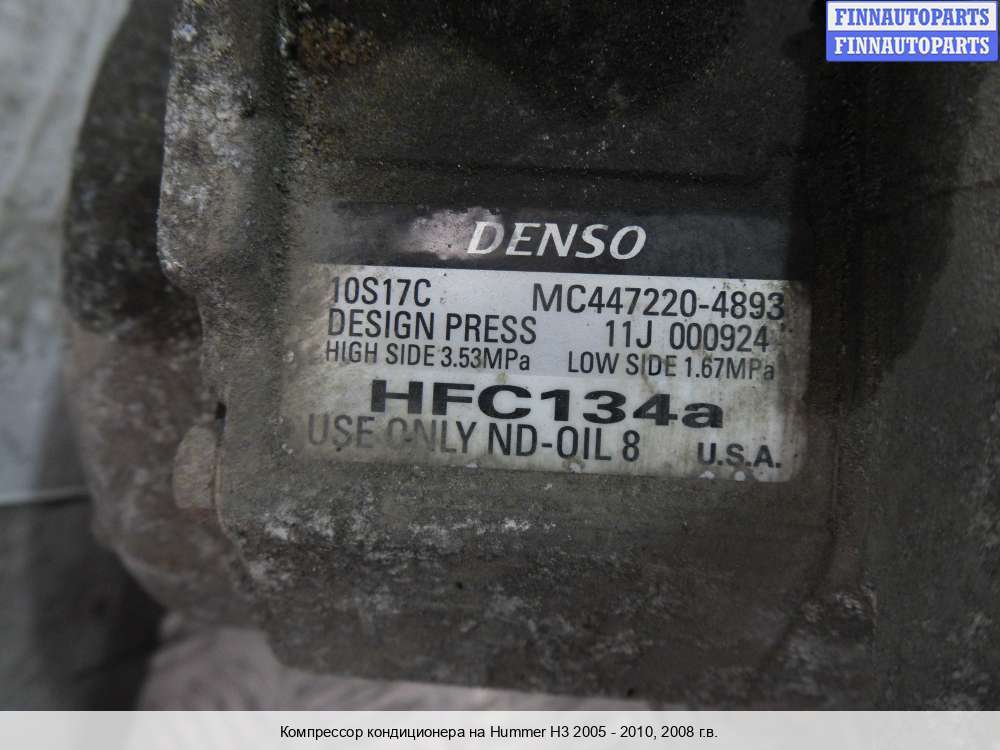 FINNAUTOPARTS
FINNAUTOPARTS
DENSO
10S17C MC447220-4893
DESIGN PRESS 11J 000924
HIGH SIDE 3.53MPa LOW SIDE 1.67MPa
HFC134a
USE ONLY ND-OIL 8 U.S.A.
Компрессор кондиционера на Hummer H3 2005 - 2010, 2008 г.в.